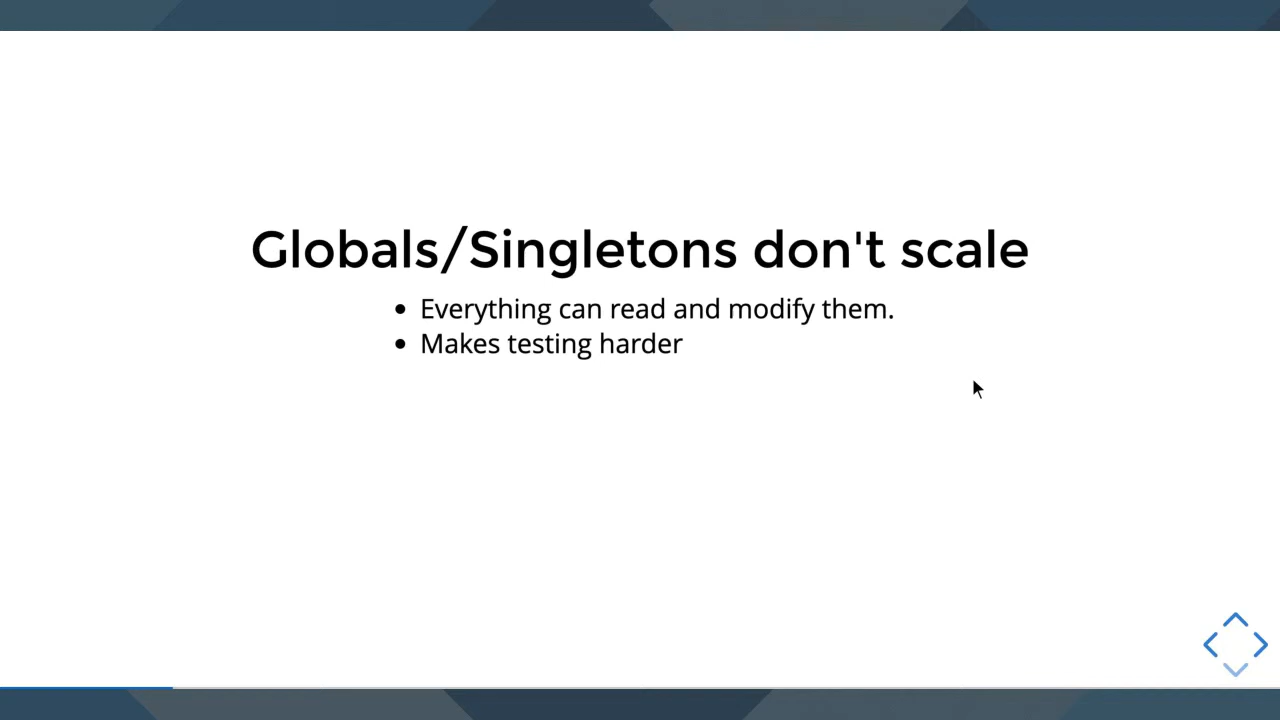 Globals/Singletons don't scale
• Everything can read and modify them.
• Makes testing harder